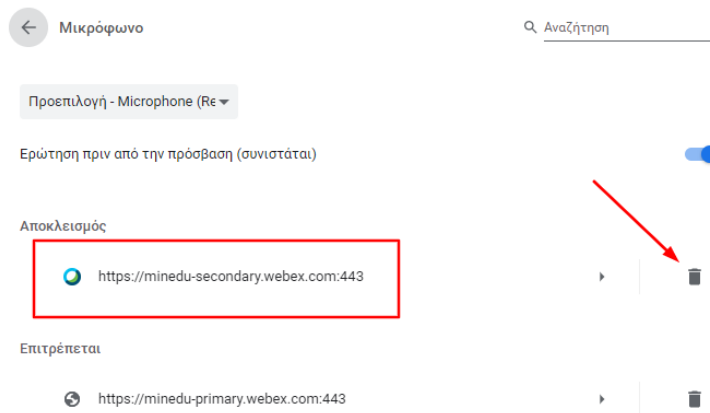 Μικρόφωνο
Αναζήτηση
Προεπιλογή - Microphone (Re
Ερώτηση πριν από την πρόσβαση (συνιστάται)
Αποκλεισμός
https://minedu-secondary.webex.com:443
Επιτρέπεται
https://minedu-primary.webex.com:443